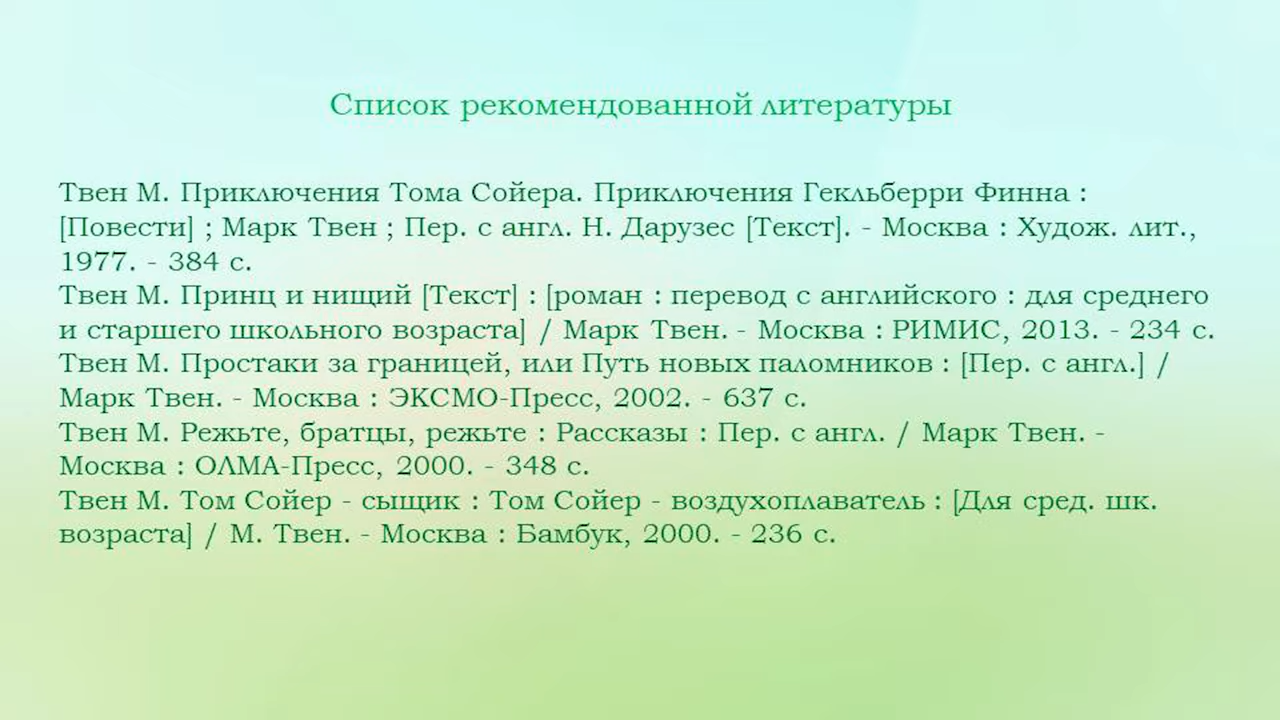 Список рекомендованной литературы
Твен М. Приключения Тома Сойера. Приключения Гекльберри Финна :
[Повести] ; Марк Твен ; Пер. с англ. Н. Дарузес [Текст]. - Москва : Худож. лит.,
1977. - 384 с.
Твен М. Принц и нищий [Текст] : [роман : перевод с английского : для среднего
и старшего школьного возраста] / Марк Твен. - Москва : РИМИС, 2013. - 234 с.
Твен М. Простаки за границей, или Путь новых паломников : [Пер. с англ.] /
Марк Твен. - Москва : ЭКСМО-Пресс, 2002. - 637 с.
Твен М. Режьте, братцы, режьте : Рассказы : Пер. с англ. / Марк Твен. -
Москва : ОЛМА-Пресс, 2000. - 348 с.
Твен М. Том Сойер - сыщик : Том Сойер - воздухоплаватель : [Для сред. шк.
возраста] / М. Твен. - Москва : Бамбук, 2000. - 236 с.